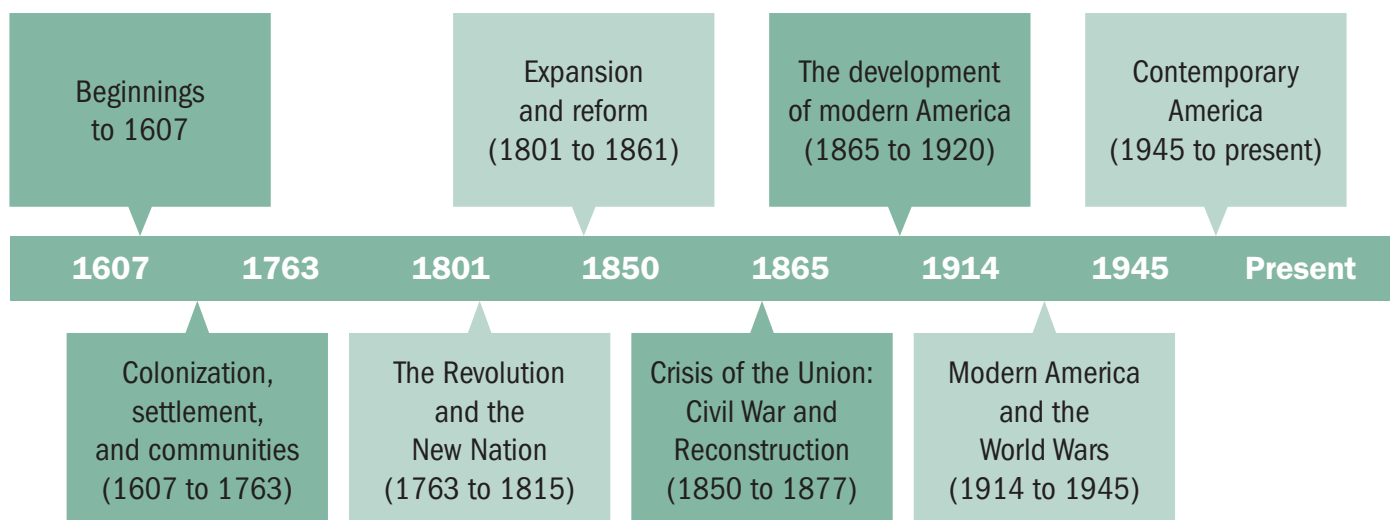 Beginnings
to 1607
Expansion
and reform
(1801 to 1861)
The development
of modern America
(1865 to 1920)
Contemporary
America
(1945 to present)
1607 1763 1801 1850 1865 1914 1945 Present
Colonization,
settlement,
and communities
(1607 to 1763)
The Revolution
and the
New Nation
(1763 to 1815)
Crisis of the Union:
Civil War and
Reconstruction
(1850 to 1877)
Modern America
and the
World Wars
(1914 to 1945)